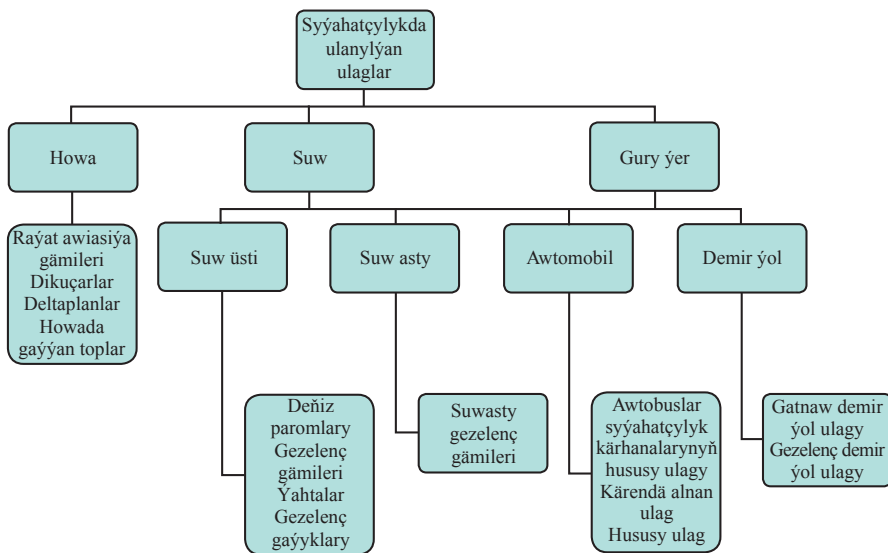 Syýahatçylykda
ulanylýan
ulaglar
Howa
Suw
Gury ýer
Raýat awiasiýa
gämileri
Dikuçarlar
Deltaplanlar
Howada
gaýýan toplar
Suw üsti
Suw asty
Awtomobil
Demir ýol
Deňiz
paromlary
Gezelenç
gämileri
Ýahtalar
Gezelenç
gaýyklary
Suwasty
gezelenç
gämileri
Awtobuslar
syýahatçylyk
kärhanalarynyň
hususy ulagy
Kärendä alnan
ulag
Hususy ulag
Gatnaw demir
ýol ulagy
Gezelenç demir
ýol ulagy